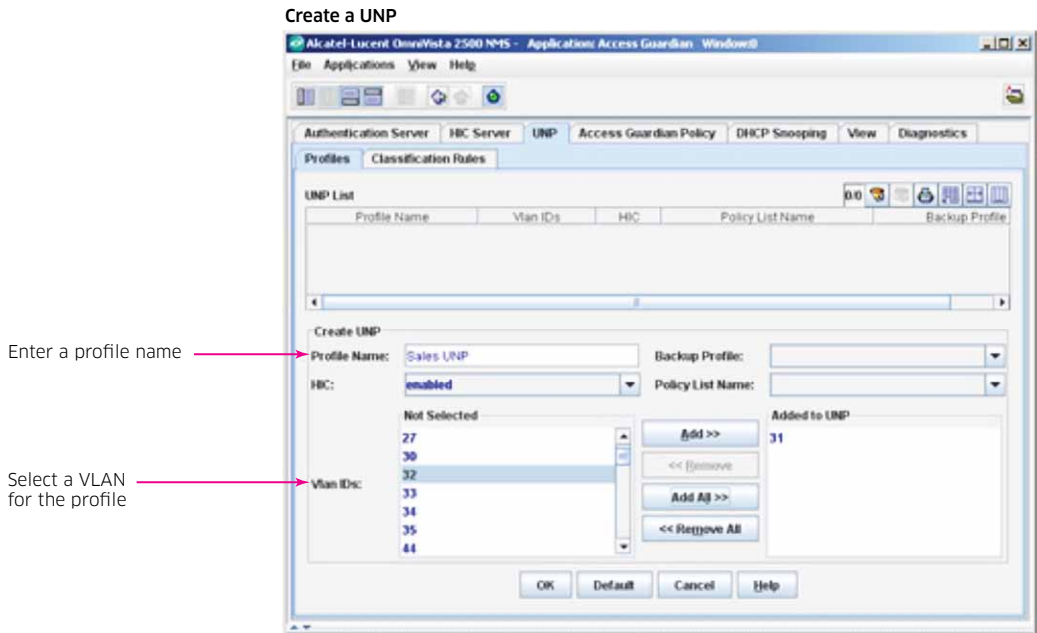 Create a UNP
Alcatel-Lucent OmniVista 2500 NMS - Application: Access Guardian Window:0
File Applications View Help
Authentication Server HIC Server UNP Access Guardian Policy DHCP Snooping View Diagnostics
Profiles Classification Rules
UNP List
0/0
Profile Name Vlan IDs HIC Policy List Name Backup Profile
Create UNP
Enter a profile name
Profile Name: Sales UNP Backup Profile:
HIC: enabled Policy List Name:
Not Selected Added to UNP
27 Add >> 31
30
<< Remove
32
Select a VLAN
for the profile
Vlan IDs:
33 Add All >>
34
35 << Remove All
44
OK Default Cancel Help